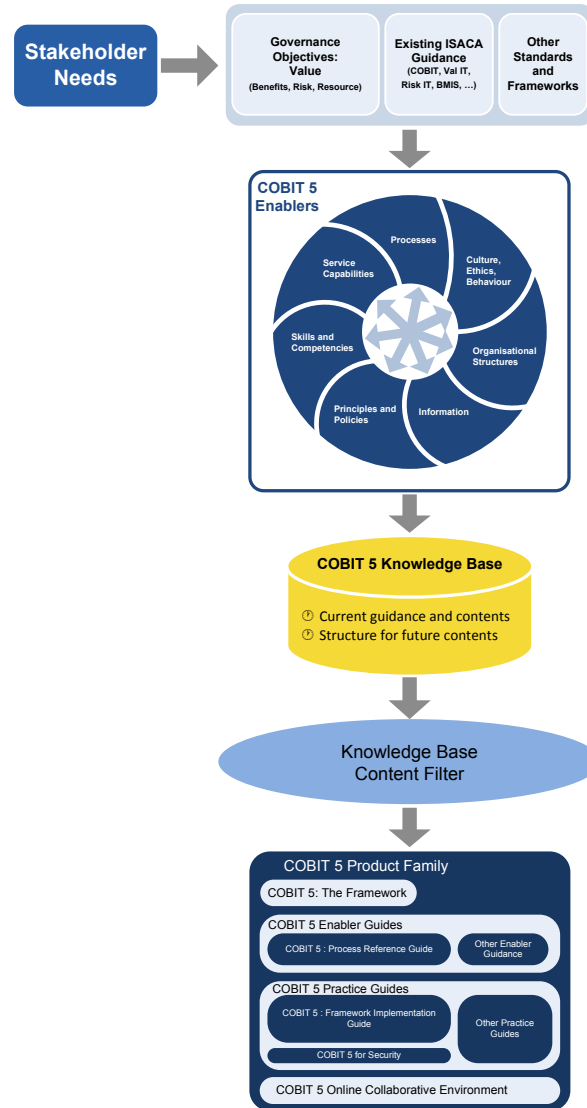 Stakeholder
Needs
Governance
Objectives:
Value
(Benefits, Risk, Resource)
Existing ISACA
Guidance
(COBIT, Val IT,
Risk IT, BMIS, …)
Other
Standards
and
Frameworks
COBIT 5
Enablers
Processes
Culture,
Ethics,
Behaviour
Organisational
Structures
Information
Principles and
Policies
Skills and
Competencies
Service
Capabilities
COBIT 5 Knowledge Base
Current guidance and contents
Structure for future contents
Knowledge Base
Content Filter
COBIT 5 Product Family
COBIT 5: The Framework
COBIT 5 Enabler Guides
COBIT 5 : Process Reference Guide
Other Enabler
Guidance
COBIT 5 Practice Guides
COBIT 5 : Framework Implementation
Guide
COBIT 5 for Security
Other Practice
Guides
COBIT 5 Online Collaborative Environment